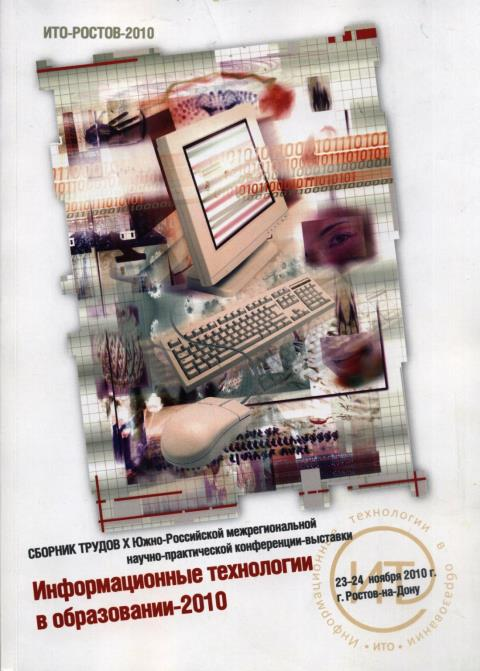 ИТО-РОСТОВ-2010
СБОРНИК ТРУДОВ X Южно-Российской межрегиональной
научно-практической конференции-выставки
Информационные технологии
в образовании-2010
23-24 ноября 2010 г.
г. Ростов-на-Дону
Информационные технологии в образовании
ИТО
• ИТО •